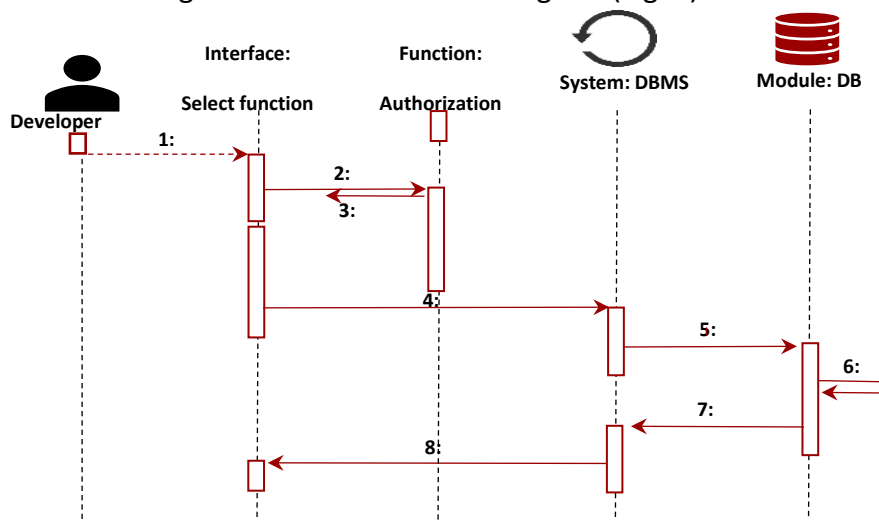 Interface:
Function:
Select function
Authorization
System: DBMS
Module: DB
Developer
1:
2:
3:
4:
5:
6:
7:
8: